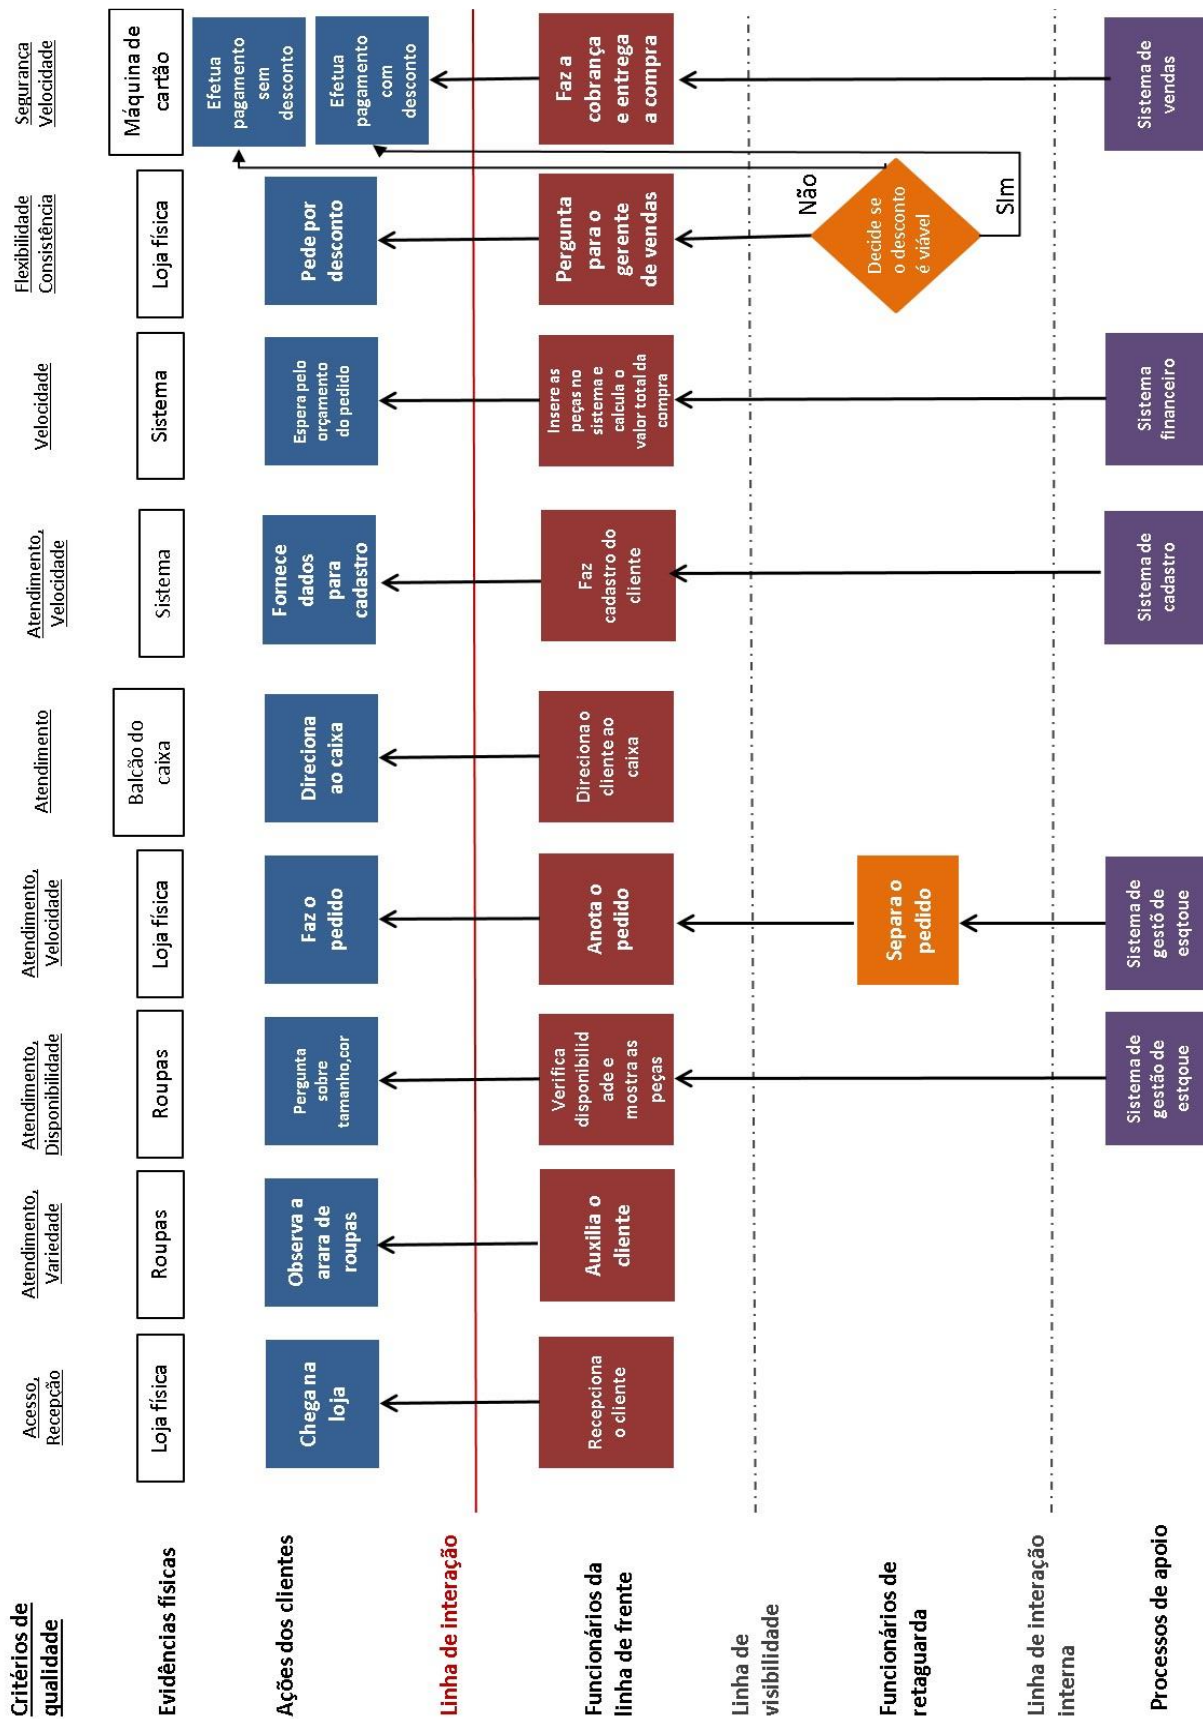 Critérios de
qualidade
Acesso,
Recepção
Atendimento,
Variedade
Atendimento,
Disponibilidade
Atendimento,
Velocidade
Atendimento
Atendimento,
Velocidade
Velocidade
Flexibilidade
Consistência
Segurança
Velocidade
Evidências físicas
Loja física
Roupas
Roupas
Loja física
Balcão do
caixa
Sistema
Sistema
Loja física
Máquina de
cartão
Ações dos clientes
Chega na
loja
Observa a
arara de
roupas
Pergunta
sobre
tamanho,cor
Faz o
pedido
Direciona
ao caixa
Fornece
dados
para
cadastro
Espera pelo
orçamento
do pedido
Pede por
desconto
Efetua
pagamento
sem
desconto
Efetua
pagamento
com
desconto
Linha de interação
Funcionários da
linha de frente
Recepciona
o cliente
Auxilia o
cliente
Verifica
disponibilid
ade e
mostra as
peças
Anota o
pedido
Direciona o
cliente ao
caixa
Faz
cadastro do
cliente
Insere as
peças no
sistema e
calcula o
valor total da
compra
Pergunta
para o
gerente
de vendas
Faz a
cobrança
e entrega
a compra
Linha de
visibilidade
Funcionários de
retaguarda
Separa o
pedido
Decide se
o desconto
é viável
Não
SIm
Linha de interação
interna
Processos de apoio
Sistema de
gestão de
estqoue
Sistema de
gestõ de
esqtoue
Sistema de
cadastro
Sistema
financeiro
Sistema de
vendas